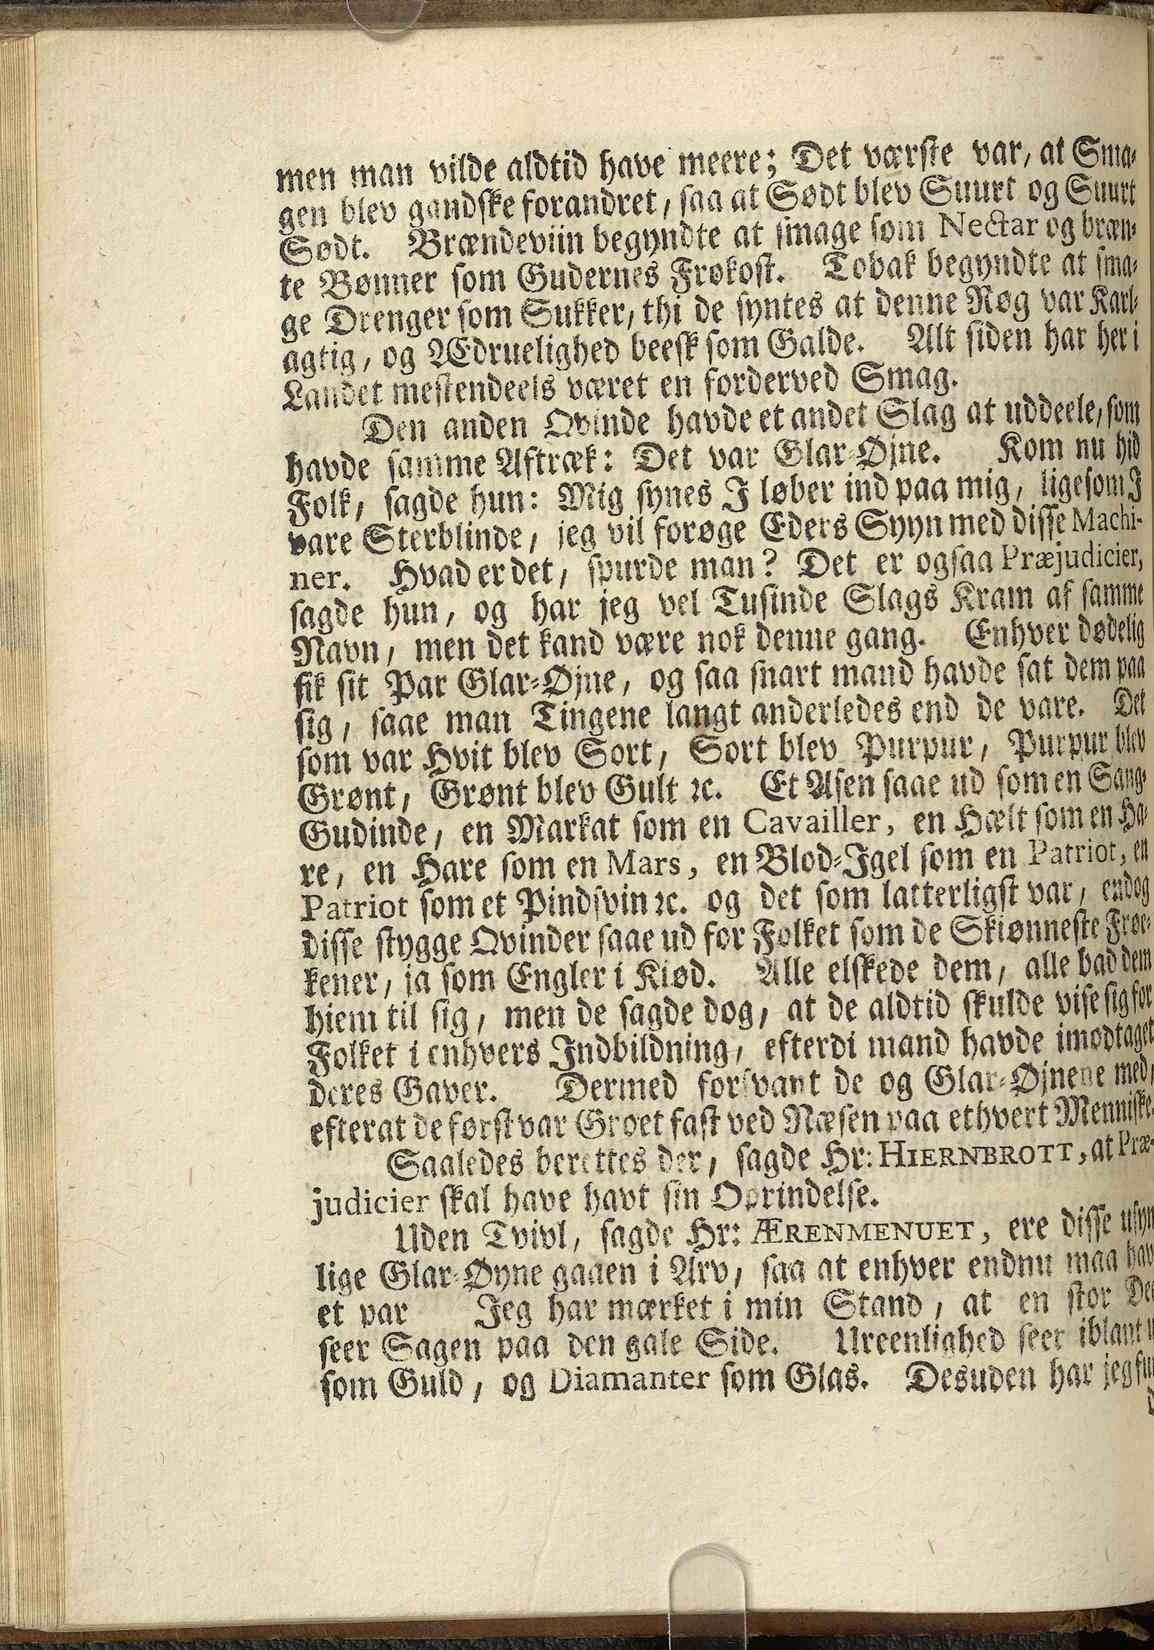 men man vilde aldtid have meere; Det værste var, at Sma-
gen blev gandske forandret, saa at Sødt blev Suurt og Suurt
Sødt. Brændeviin begyndte at smage som Nectar og bræn-
te Bønner som Gudernes Frøkost. Tobak begyndte at sma-
ge Drenger som Sukker, thi de syntes at denne Røg var Karl-
agtig, og Ædruelighed beesk som Galde. Alt siden har her i
Landet mestendeels været en forderved Smag.
Den anden Qvinde havde et andet Slag at uddeele, som
havde samme Aftræk: Det var Glar-Øjne. Kom nu hid
Folk, sagde hun: Mig synes I løber ind paa mig, ligesom I
vare Sterblinde, jeg vil forøge Eders Syyn med disse Machi-
ner. Hvad er det, spurde man? Det er ogsaa Præjudicier,
sagde hun, og har jeg vel Tusinde Slags Kram af samme
Navn, men det kand være nok denne gang. Enhver dødelig
fik sit Par Glar-Øjne, og saa snart mand havde sat dem paa
sig, saae man Tingene langt anderledes end de vare. Det
som var Hvit blev Sort, Sort blev Purpur, Purpur blev
Grønt, Grønt blev Gult ꝛc. Et Asen saae ud som en Sang-
Gudinde, en Markat som en Cavailler, en Hælt som en Ha-
re, en Hare som en Mars, en Blod-Igel som en Patriot, en
Patriot som et Pindsvin ꝛc. og det som latterligst var, endog
disse stygge Qvinder saae ud for Folket som de Skiønneste Frøe-
kener, ja som Engler i Kiød. Alle elskede dem, alle bad dem
hiem til sig, men de sagde dog, at de aldtid skulde vise sig for
Folket i enhvers Indbildning, efterdi mand havde imodtaget
deres Gaver. Dermed forsvant de og Glar-Øjnene med,
efterat de først var Groet fast ved Næsen paa ethvert Menniske.
Saaledes berettes der, sagde Hr: HIERNBROTT, at Præ-
judicier skal have havt sin Oprindelse.
Uden Tvivl, sagde Hr: ÆRENMENUET, ere disse
lige Glar-Øyne gaaen i Arv, saa at enhver endnu maa
et par Jeg har mærket i min Stand, at en stor
seer Sagen paa den gale Side. Ureenlighed seer iblant
som Guld, og Diamanter som Glas. Desuden har jeg